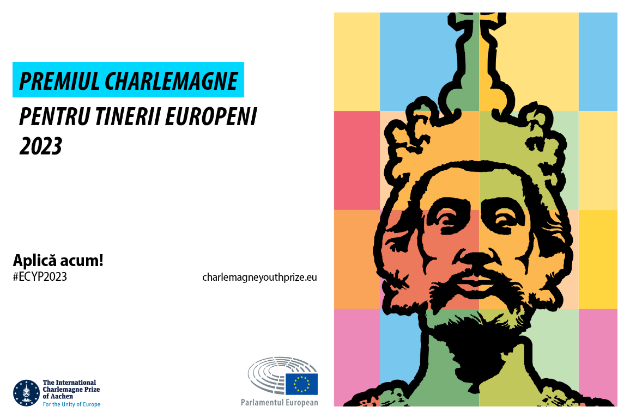 PREMIUL CHARLEMAGNE
PENTRU TINERII EUROPENI
2023
Aplică acum!
#ECYP2023
charlemagneyouthprize.eu
The International
Charlemagne Prize
of Aachen
For the Unity of Europe
Parlamentul European